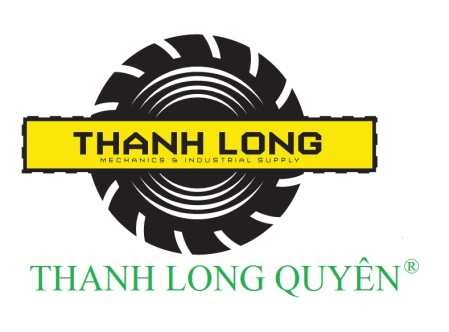 THANH LONG
MECHANICS & INDUSTRIAL SUPPLY
THANH LONG QUYÊN®